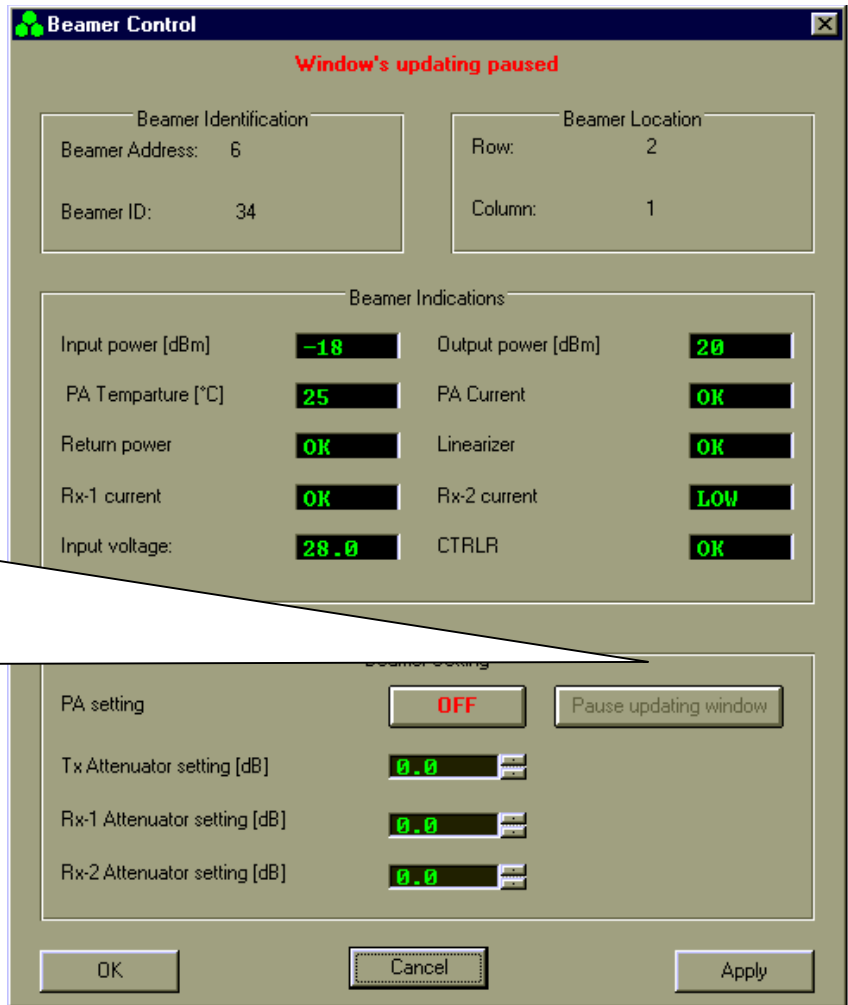 Beamer Control
Window's updating paused
Beamer Identification
Beamer Address: 6
Beamer ID: 34
Beamer Location
Row: 2
Column: 1
Beamer Indications
Input power [dBm] -18 Output power [dBm] 20
PA Temparture [°C] 25 PA Current OK
Return power OK Linearizer OK
Rx-1 current OK Rx-2 current LOW
Input voltage: 28.0 CTRLR OK
Beamer Setting
PA setting OFF Pause updating window
Tx Attenuator setting [dB] 0.0
Rx-1 Attenuator setting [dB] 0.0
Rx-2 Attenuator setting [dB] 0.0
OK Cancel Apply